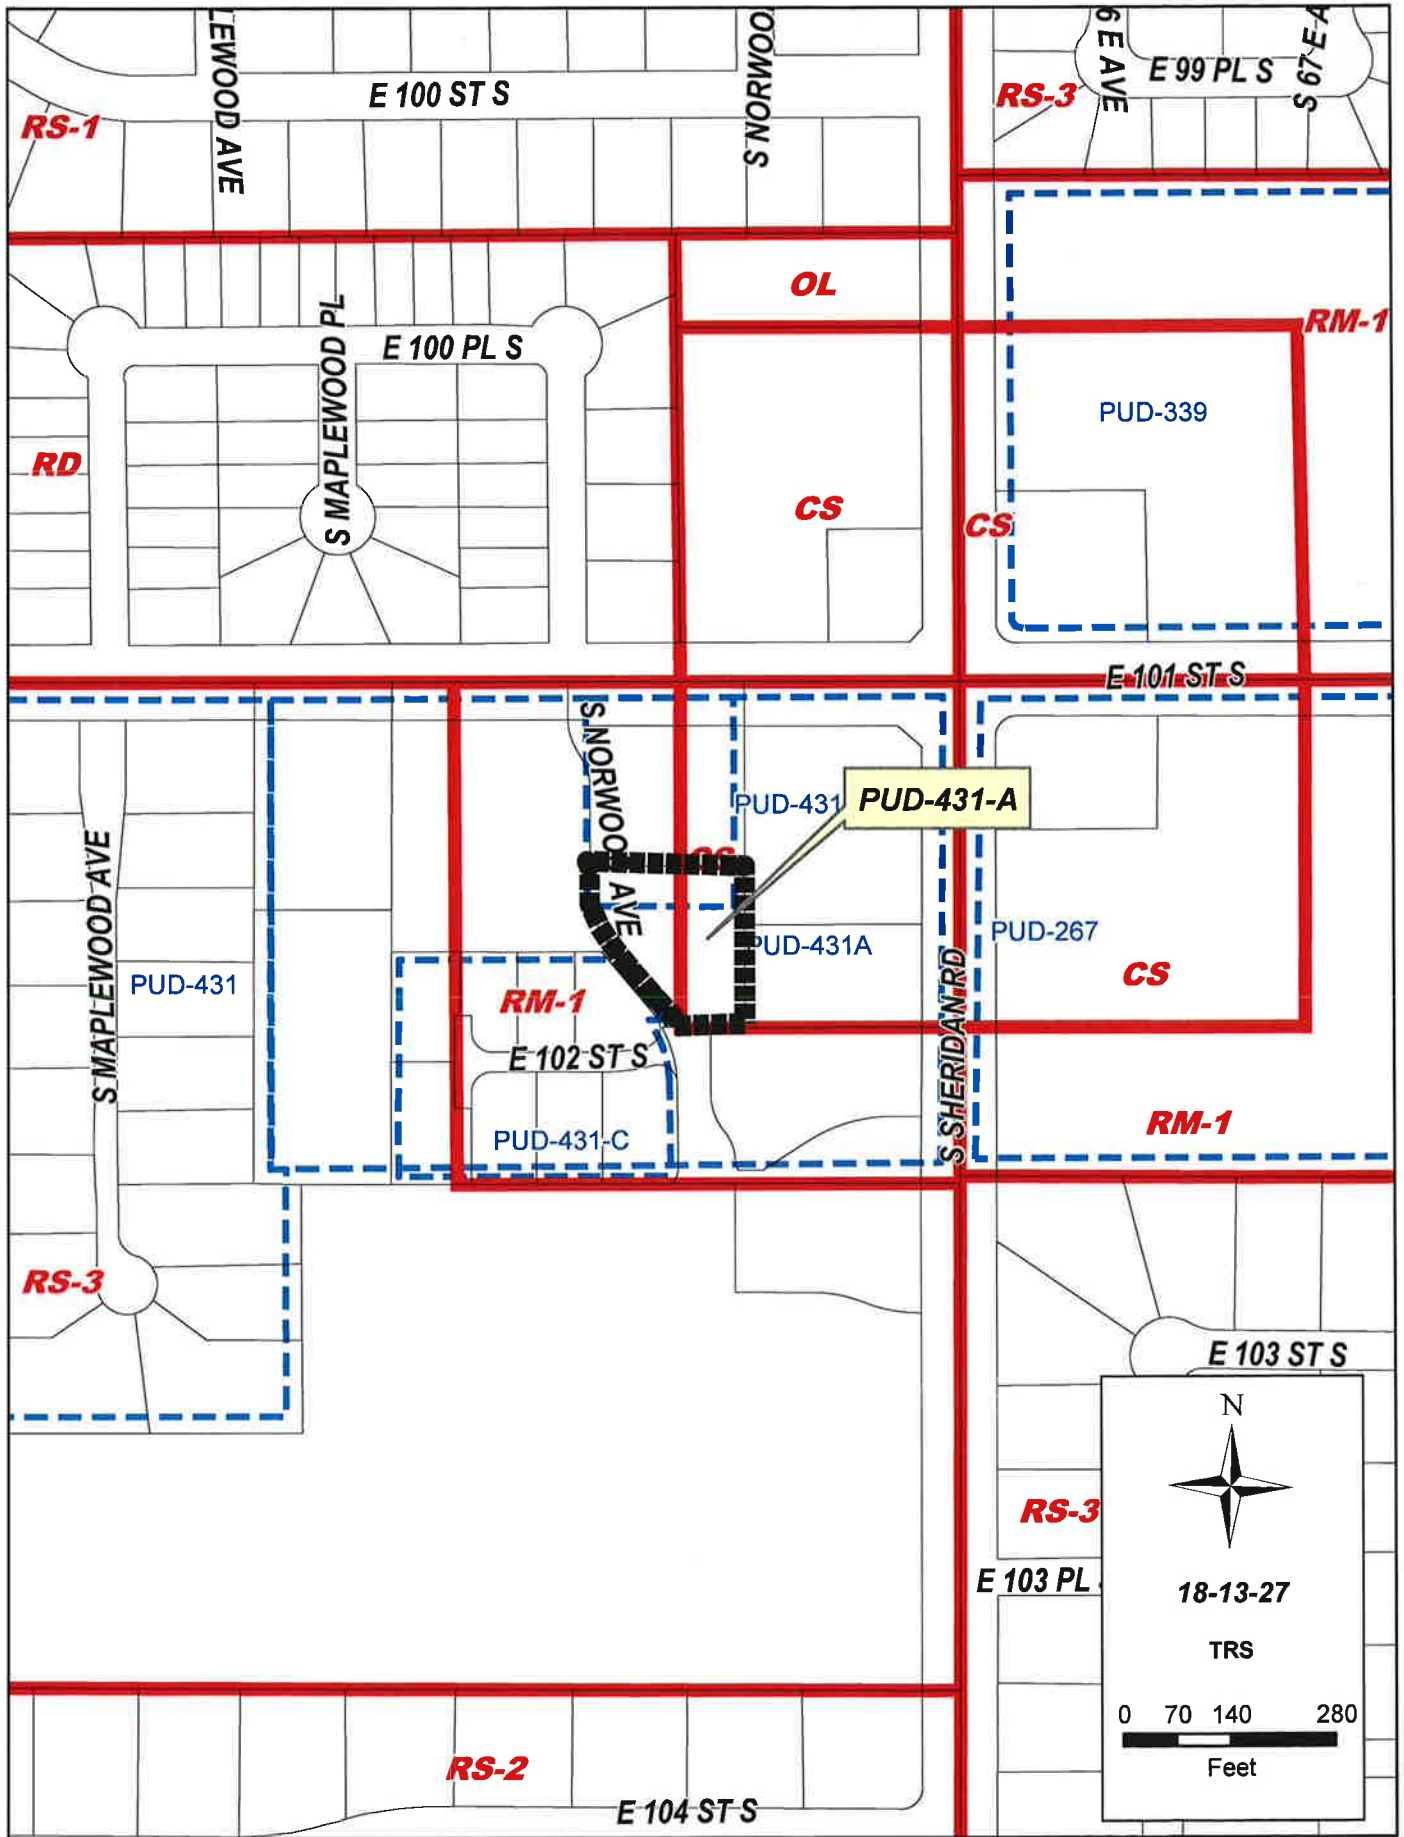 LEWOOD AVE
E 100 ST S
S NORWOO
6 E AVE
E 99 PL S
S 67 E A
RS-1
RS-3
OL
RM-1
S MAPLEWOOD PL
E 100 PL S
PUD-339
RD
CS
CS
E 101 ST S
S NORWOO
AVE
PUD-431
PUD-431-A
CS
S MAPLEWOOD AVE
PUD-431
PUD-431A
PUD-267
CS
RM-1
E 102 ST S
S SHERIDAN RD
PUD-431-C
RM-1
RS-3
E 103 ST S
N
RS-3
E 103 PL
18-13-27
TRS
0 70 140 280
Feet
RS-2
E 104 ST S